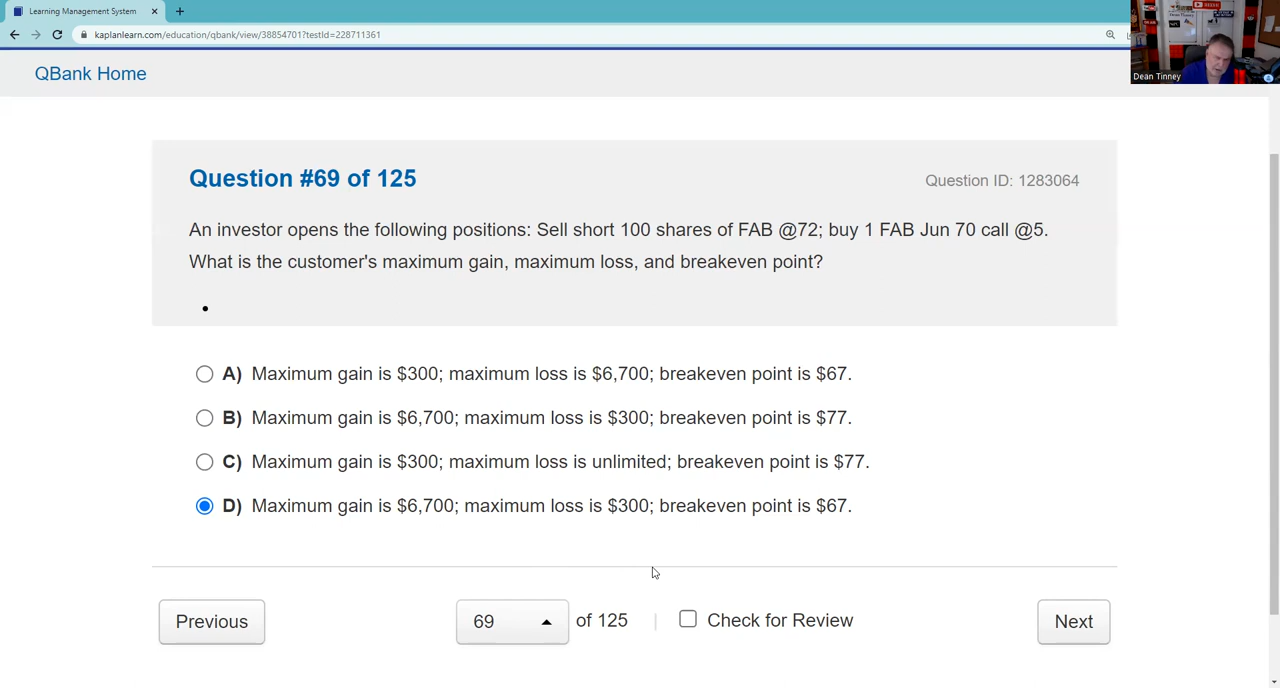 Learning Management System
kaplanlearn.com/education/qbank/view/38854701?testId=228711361
Dean Tinney
QBank Home
Question #69 of 125
Question ID: 1283064
An investor opens the following positions: Sell short 100 shares of FAB @72; buy 1 FAB Jun 70 call @5.
What is the customer's maximum gain, maximum loss, and breakeven point?
A) Maximum gain is $300; maximum loss is $6,700; breakeven point is $67.
B) Maximum gain is $6,700; maximum loss is $300; breakeven point is $77.
C) Maximum gain is $300; maximum loss is unlimited; breakeven point is $77.
D) Maximum gain is $6,700; maximum loss is $300; breakeven point is $67.
Previous
69
of 125
Check for Review
Next